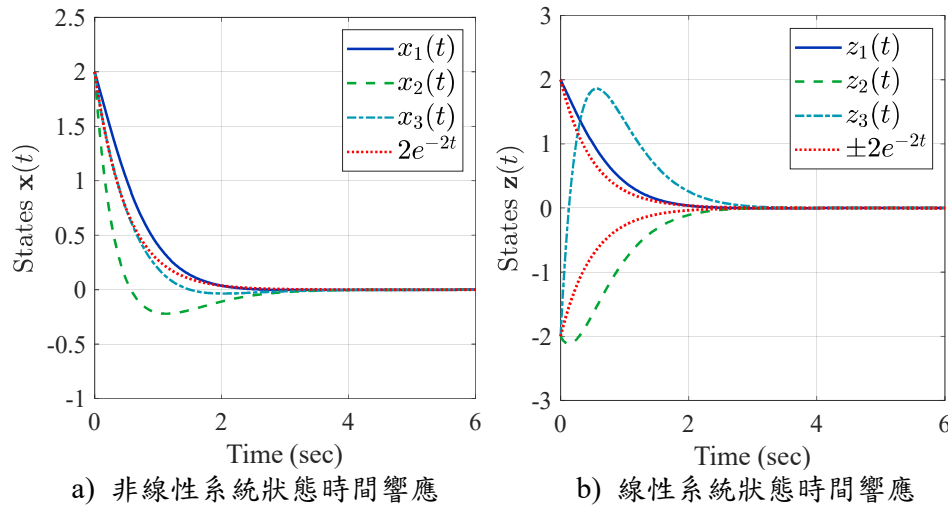 2.5
2
1.5
1
0.5
0
-0.5
-1
0
2
4
6
States x(t)
Time (sec)
x₁(t)
x₂(t)
x₃(t)
2e⁻²ᵗ
a) 非線性系統狀態時間響應
3
2
1
0
-1
-2
-3
0
2
4
6
States z(t)
Time (sec)
z₁(t)
z₂(t)
z₃(t)
±2e⁻²ᵗ
b) 線性系統狀態時間響應